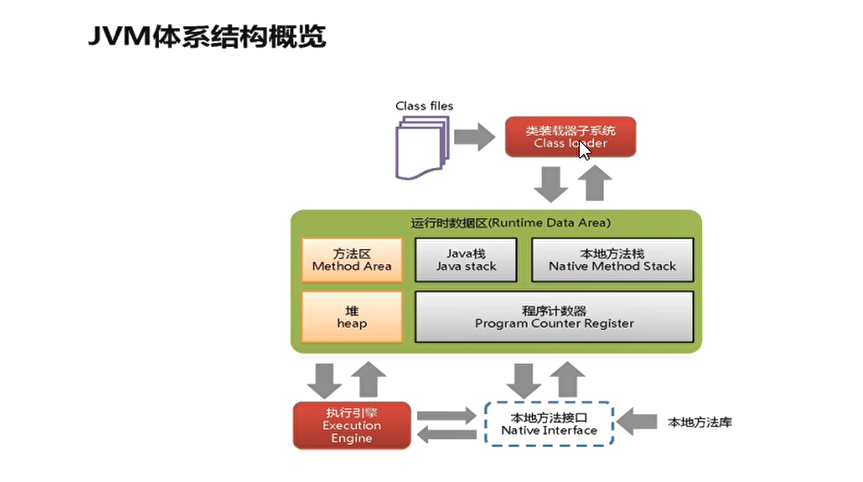 JVM体系结构概览
Class files
类装载器子系统
Class loader
运行时数据区(Runtime Data Area)
方法区
Method Area
Java栈
Java stack
本地方法栈
Native Method Stack
堆
heap
程序计数器
Program Counter Register
执行引擎
Execution
Engine
本地方法接口
Native Interface
本地方法库